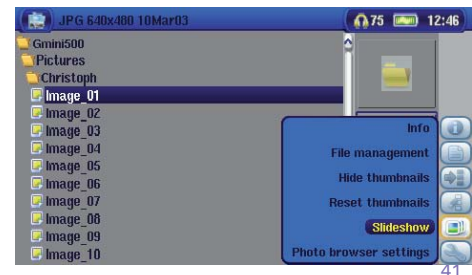 JPG 640x480 10Mar03
75 12:46
Gmini500
Pictures
Christoph
Image_01
Image_02
Image_03
Image_04
Image_05
Image_06
Image_07
Image_08
Image_09
Image_10
Info
File management
Hide thumbnails
Reset thumbnails
Slideshow
Photo browser settings
41